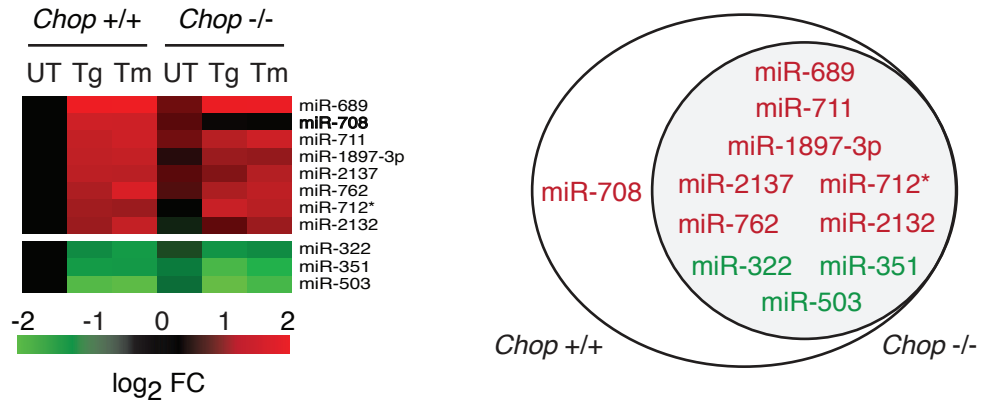 Chop +/+ Chop -/-
UT Tg Tm UT Tg Tm
miR-689
miR-708
miR-711
miR-1897-3p
miR-2137
miR-762
miR-712*
miR-2132
miR-322
miR-351
miR-503
-2 -1 0 1 2
log2 FC
miR-689
miR-711
miR-1897-3p
miR-708 miR-2137 miR-712*
miR-762 miR-2132
miR-322 miR-351
miR-503
Chop +/+ Chop -/-